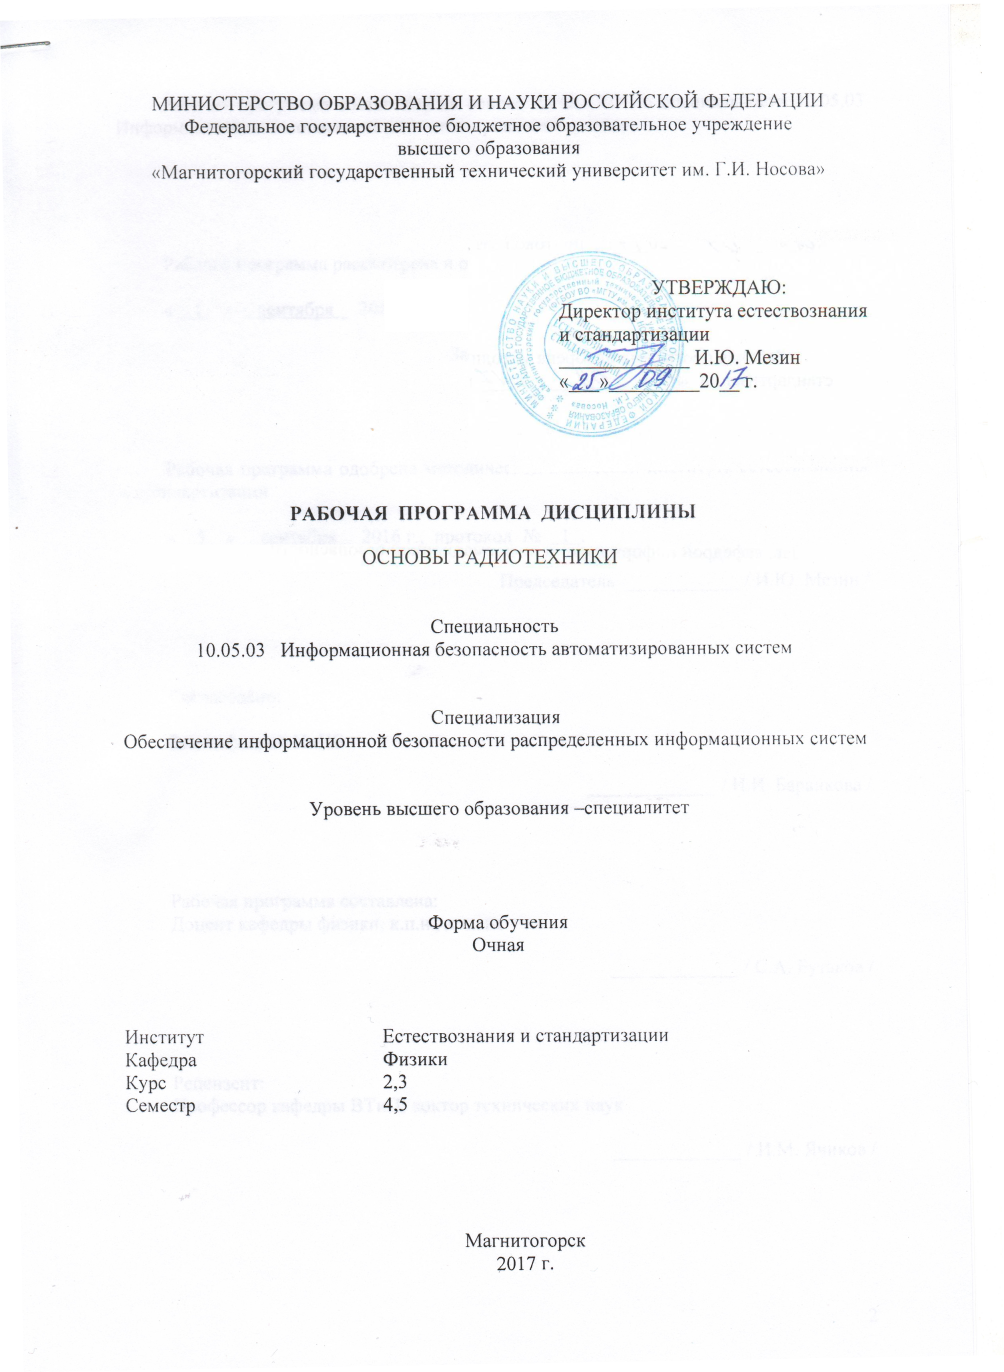 МИНИСТЕРСТВО ОБРАЗОВАНИЯ И НАУКИ РОССИЙСКОЙ ФЕДЕРАЦИИ
Федеральное государственное бюджетное образовательное учреждение
высшего образования
«Магнитогорский государственный технический университет им. Г.И. Носова»
УТВЕРЖДАЮ:
Директор института естествознания
и стандартизации
_____________ И.Ю. Мезин
«25» 09 2017 г.
РАБОЧАЯ ПРОГРАММА ДИСЦИПЛИНЫ
ОСНОВЫ РАДИОТЕХНИКИ
Специальность
10.05.03 Информационная безопасность автоматизированных систем
Специализация
Обеспечение информационной безопасности распределенных информационных систем
Уровень высшего образования –специалитет
Форма обучения
Очная
Институт Естествознания и стандартизации
Кафедра Физики
Курс 2,3
Семестр 4,5
Магнитогорск
2017 г.